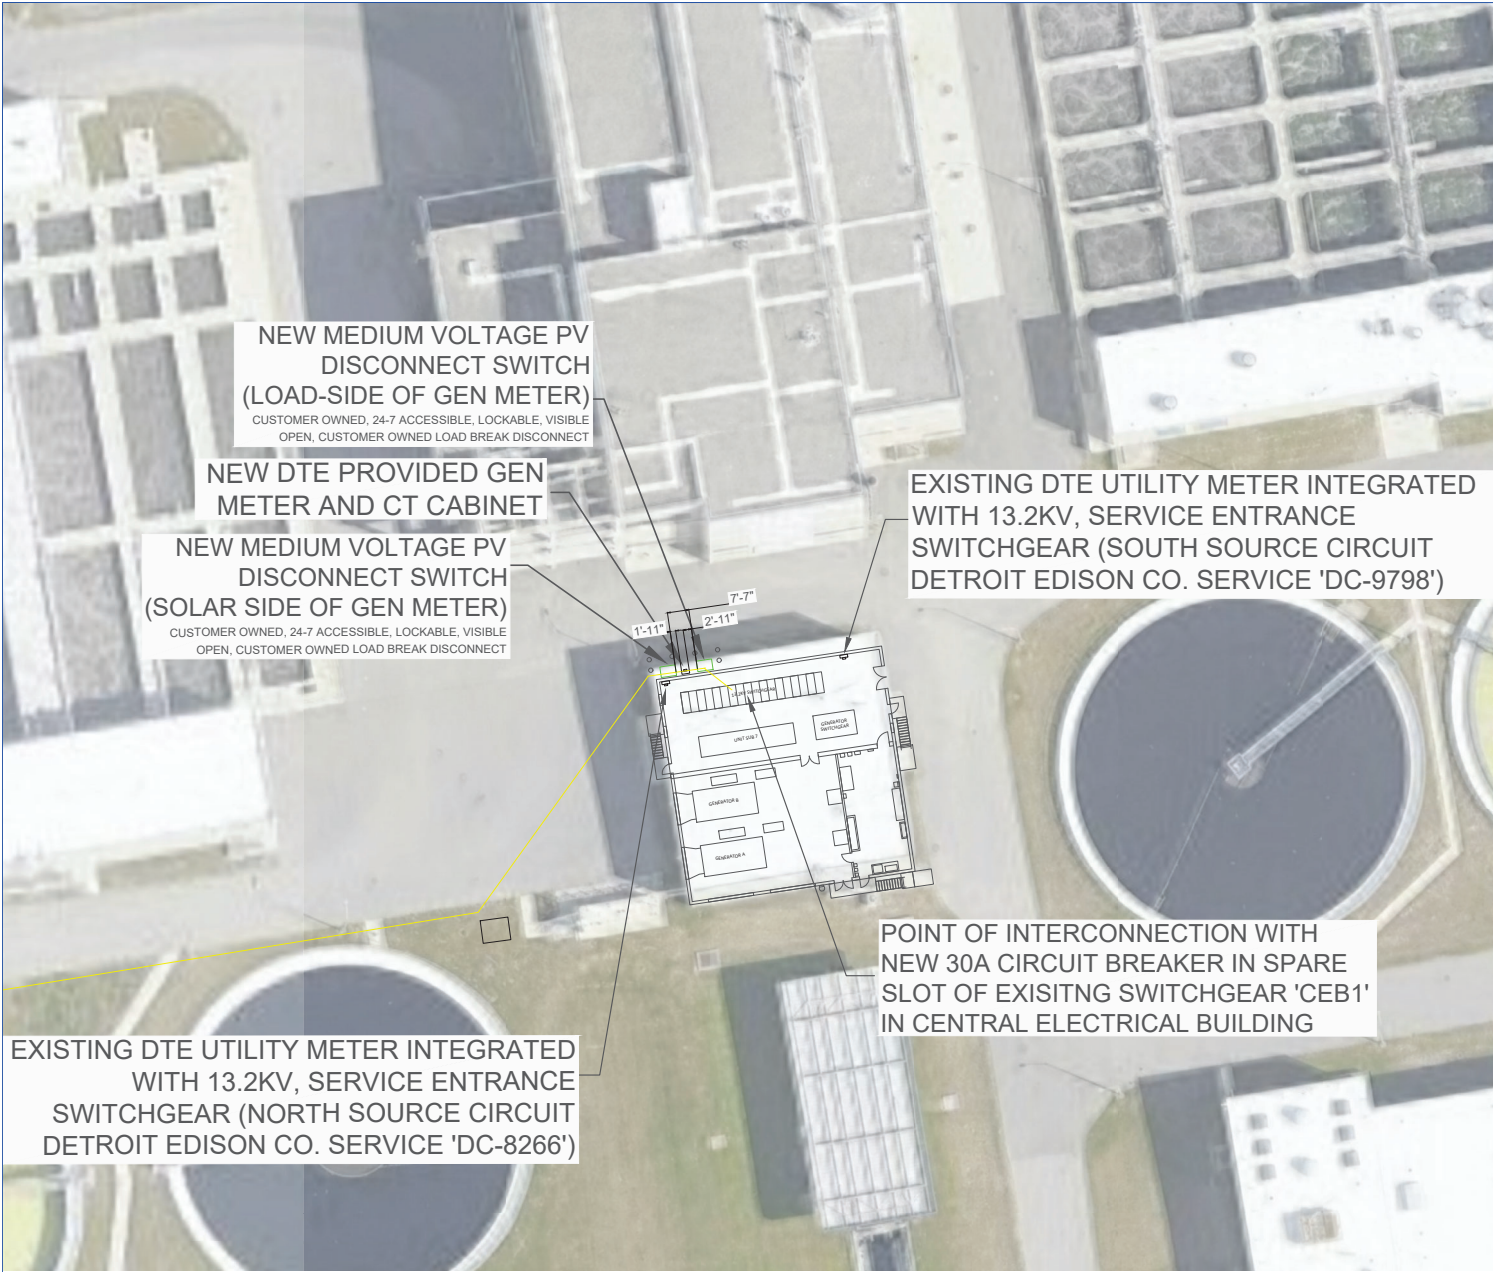 NEW MEDIUM VOLTAGE PV
DISCONNECT SWITCH
(LOAD-SIDE OF GEN METER)
CUSTOMER OWNED, 24-7 ACCESSIBLE, LOCKABLE, VISIBLE
OPEN, CUSTOMER OWNED LOAD BREAK DISCONNECT
NEW DTE PROVIDED GEN
METER AND CT CABINET
NEW MEDIUM VOLTAGE PV
DISCONNECT SWITCH
(SOLAR SIDE OF GEN METER)
CUSTOMER OWNED, 24-7 ACCESSIBLE, LOCKABLE, VISIBLE
OPEN, CUSTOMER OWNED LOAD BREAK DISCONNECT
EXISTING DTE UTILITY METER INTEGRATED
WITH 13.2KV, SERVICE ENTRANCE
SWITCHGEAR (SOUTH SOURCE CIRCUIT
DETROIT EDISON CO. SERVICE 'DC-9798')
7'-7"
2'-11"
1'-11"
SWITCHGEAR
UNIT SUB 7
GENERATOR
SWITCHGEAR
GENERATOR B
GENERATOR A
POINT OF INTERCONNECTION WITH
NEW 30A CIRCUIT BREAKER IN SPARE
SLOT OF EXISITNG SWITCHGEAR 'CEB1'
IN CENTRAL ELECTRICAL BUILDING
EXISTING DTE UTILITY METER INTEGRATED
WITH 13.2KV, SERVICE ENTRANCE
SWITCHGEAR (NORTH SOURCE CIRCUIT
DETROIT EDISON CO. SERVICE 'DC-8266')